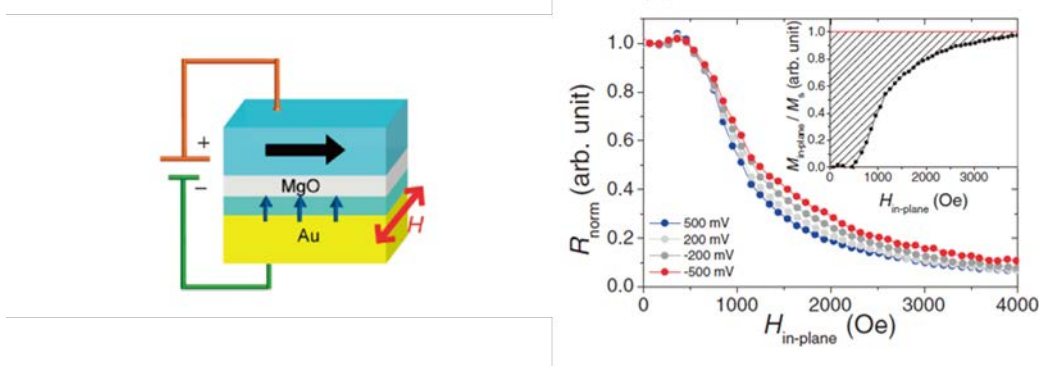 +
−
MgO
Au
H
R_norm (arb. unit)
1.0
0.8
0.6
0.4
0.2
0.0
0
1000
2000
3000
4000
H_in-plane (Oe)
500 mV
200 mV
-200 mV
-500 mV
M_in-plane / M_s (arb. unit)
1.0
0.8
0.6
0.4
0.2
0.0
0
1000
2000
3000
H_in-plane (Oe)